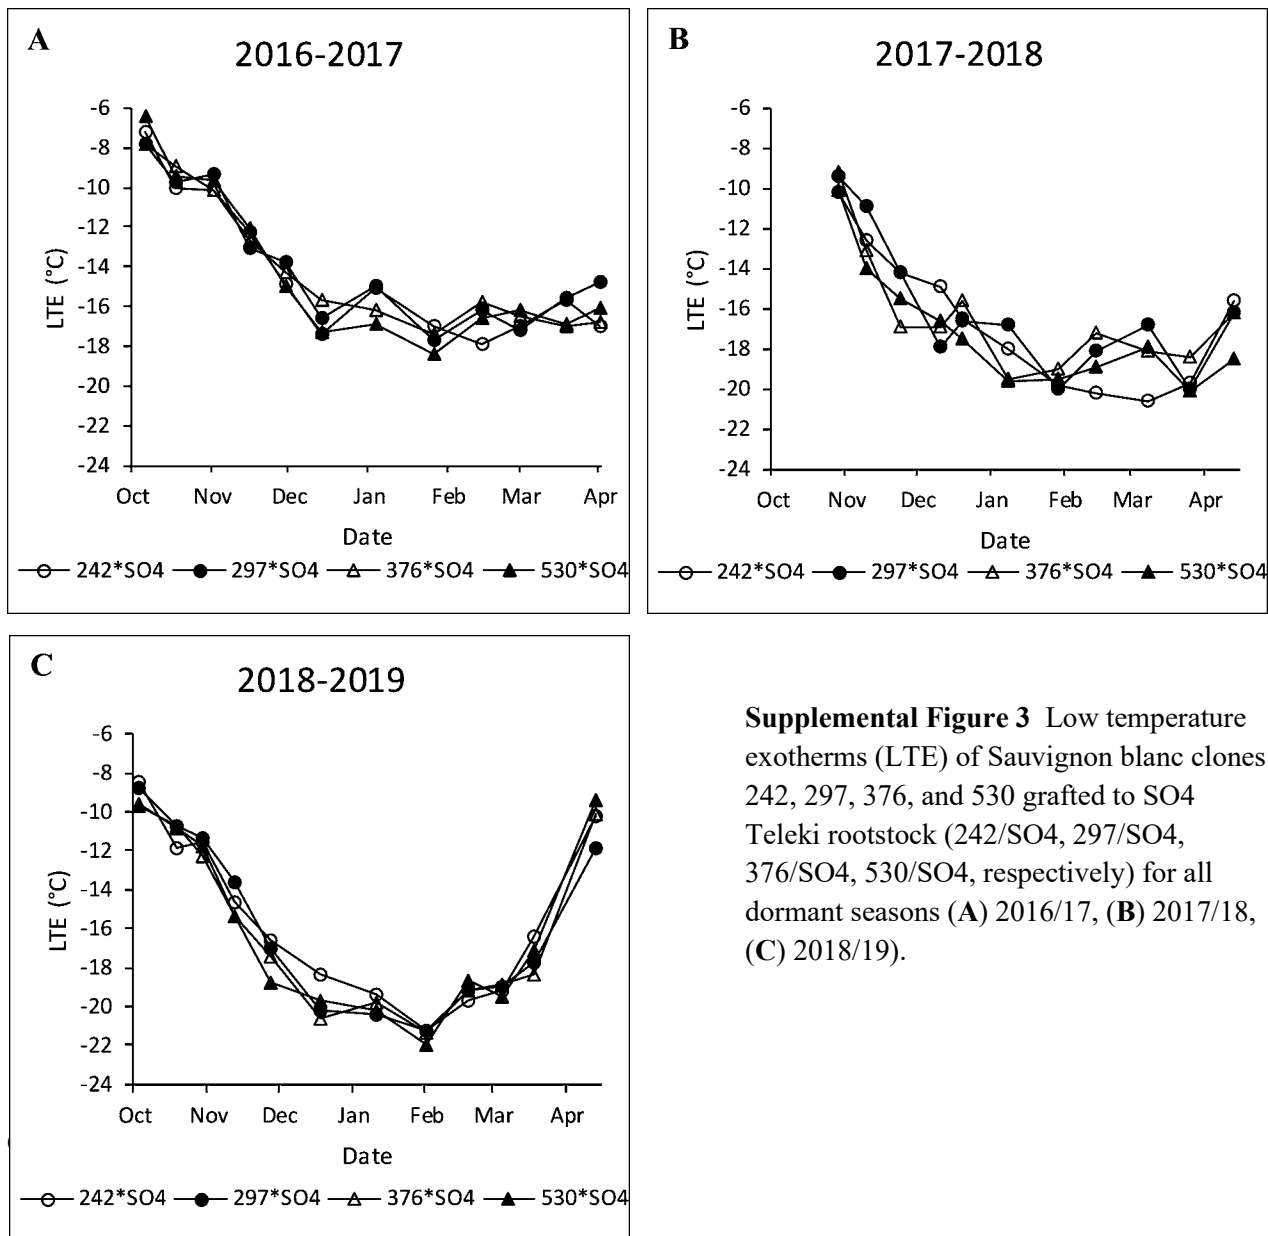 A
2016-2017
-6
-8
-10
-12
-14
-16
-18
-20
-22
-24
LTE (°C)
Oct Nov Dec Jan Feb Mar Apr
Date
242*SO4 297*SO4 376*SO4 530*SO4
B
2017-2018
-6
-8
-10
-12
-14
-16
-18
-20
-22
-24
LTE (°C)
Oct Nov Dec Jan Feb Mar Apr
Date
242*SO4 297*SO4 376*SO4 530*SO4
C
2018-2019
-6
-8
-10
-12
-14
-16
-18
-20
-22
-24
LTE (°C)
Oct Nov Dec Jan Feb Mar Apr
Date
242*SO4 297*SO4 376*SO4 530*SO4
Supplemental Figure 3 Low temperature
exotherms (LTE) of Sauvignon blanc clones
242, 297, 376, and 530 grafted to SO4
Teleki rootstock (242/SO4, 297/SO4,
376/SO4, 530/SO4, respectively) for all
dormant seasons (A) 2016/17, (B) 2017/18,
(C) 2018/19).